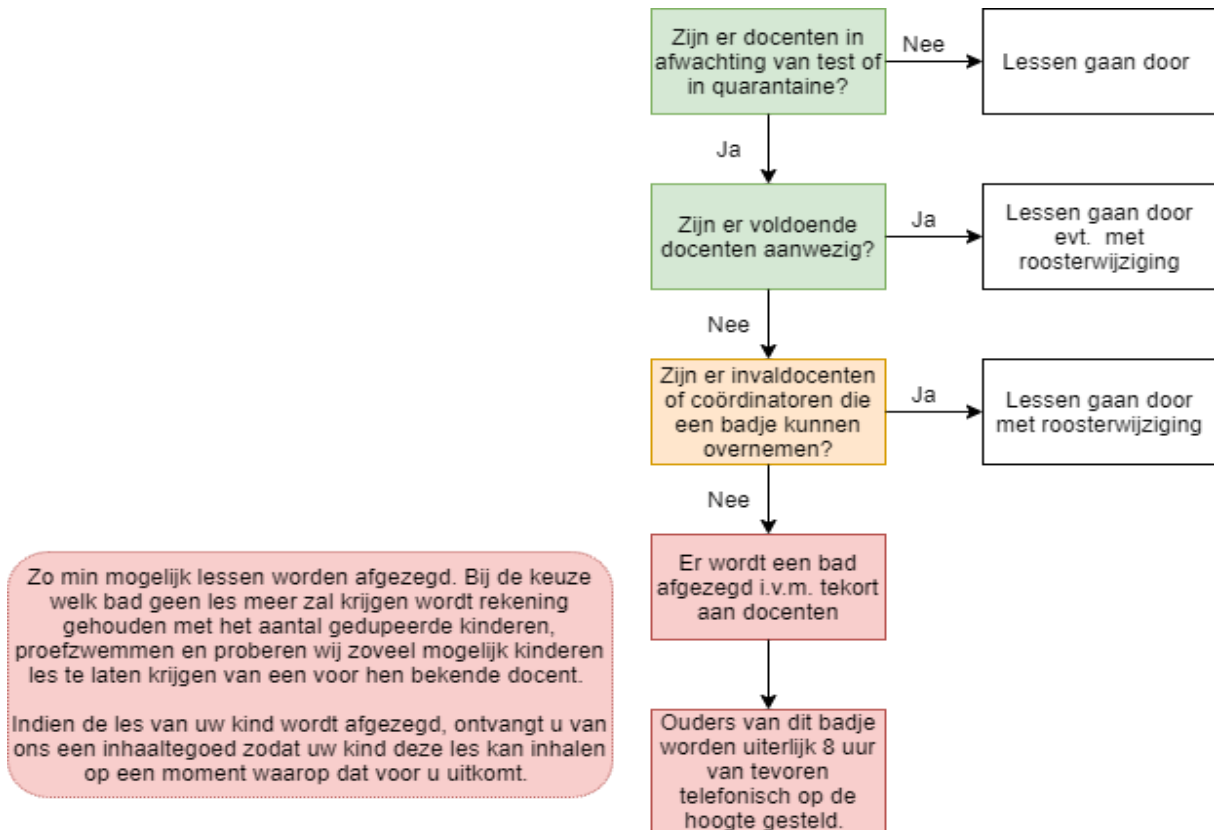 Zijn er docenten in
afwachting van test of
in quarantaine?
Nee
Lessen gaan door
Ja
Zijn er voldoende
docenten aanwezig?
Ja
Lessen gaan door
evt. met
roosterwijziging
Nee
Zijn er invaldocenten
of coördinatoren die
een badje kunnen
overnemen?
Ja
Lessen gaan door
met roosterwijziging
Nee
Er wordt een bad
afgezegd i.v.m. tekort
aan docenten
Zo min mogelijk lessen worden afgezegd. Bij de keuze
welk bad geen les meer zal krijgen wordt rekening
gehouden met het aantal gedupeerde kinderen,
proefzwemmen en proberen wij zoveel mogelijk kinderen
les te laten krijgen van een voor hen bekende docent.
Indien de les van uw kind wordt afgezegd, ontvangt u van
ons een inhaaltegoed zodat uw kind deze les kan inhalen
op een moment waarop dat voor u uitkomt.
Ouders van dit badje
worden uiterlijk 8 uur
van tevoren
telefonisch op de
hoogte gesteld.